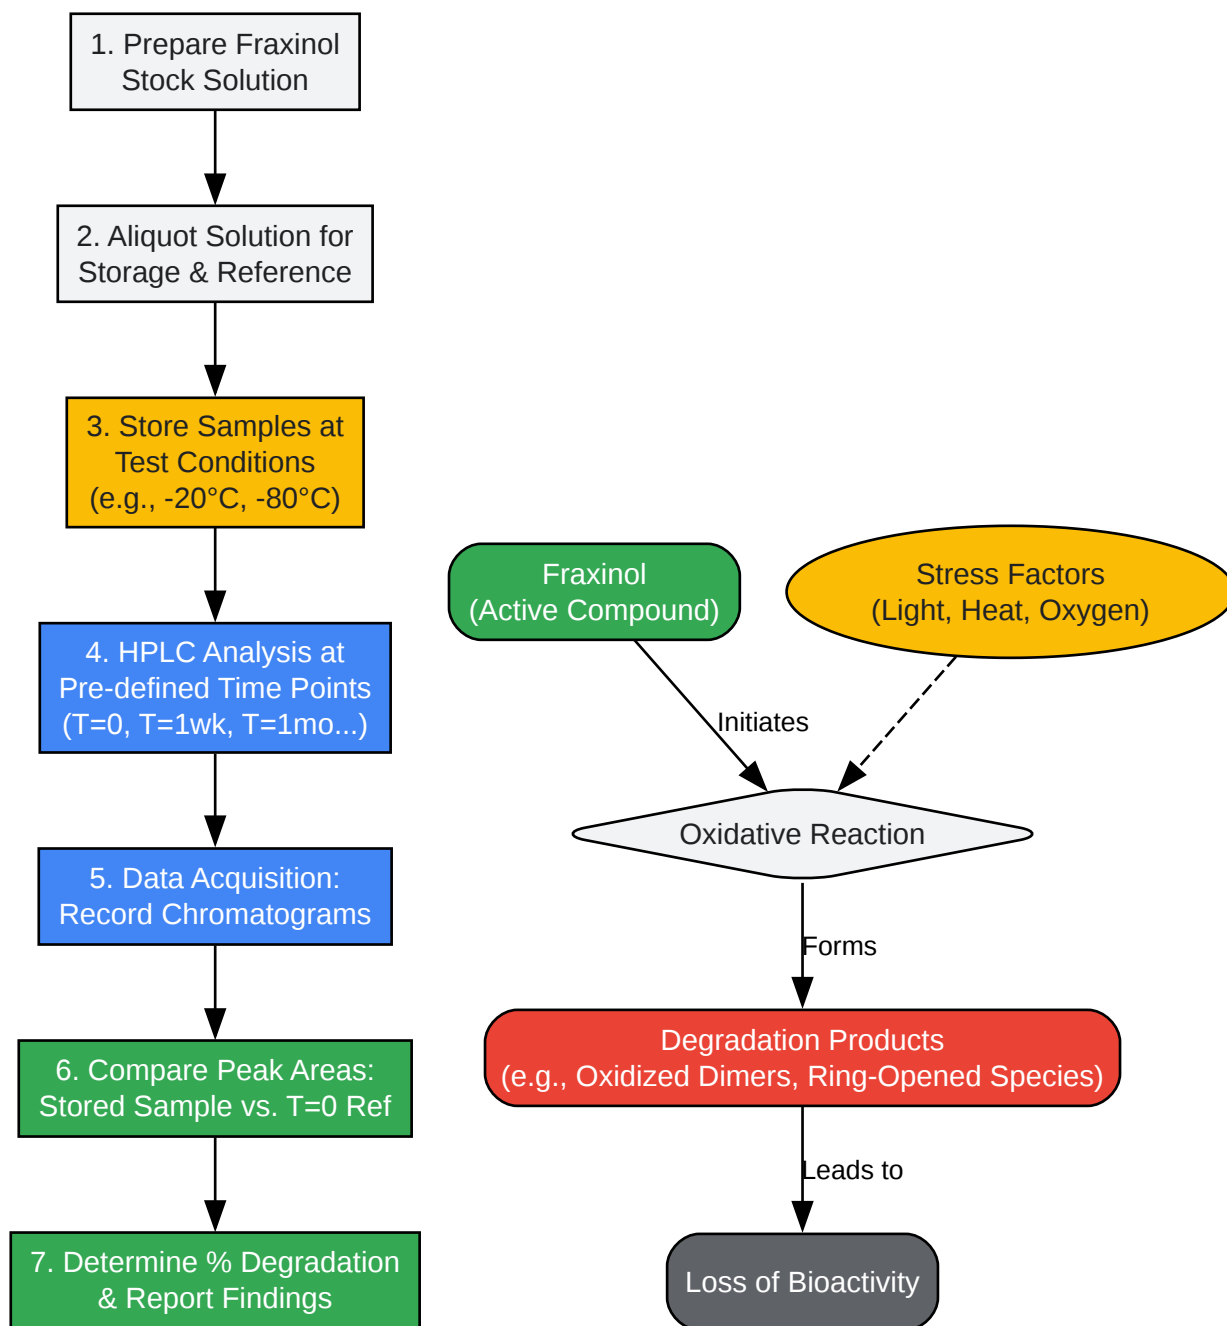 1. Prepare Fraxinol
Stock Solution
2. Aliquot Solution for
Storage & Reference
3. Store Samples at
Test Conditions
(e.g., -20°C, -80°C)
4. HPLC Analysis at
Pre-defined Time Points
(T=0, T=1wk, T=1mo...)
5. Data Acquisition:
Record Chromatograms
6. Compare Peak Areas:
Stored Sample vs. T=0 Ref
7. Determine % Degradation
& Report Findings
Fraxinol
(Active Compound)
Stress Factors
(Light, Heat, Oxygen)
Initiates
Oxidative Reaction
Forms
Degradation Products
(e.g., Oxidized Dimers, Ring-Opened Species)
Leads to
Loss of Bioactivity